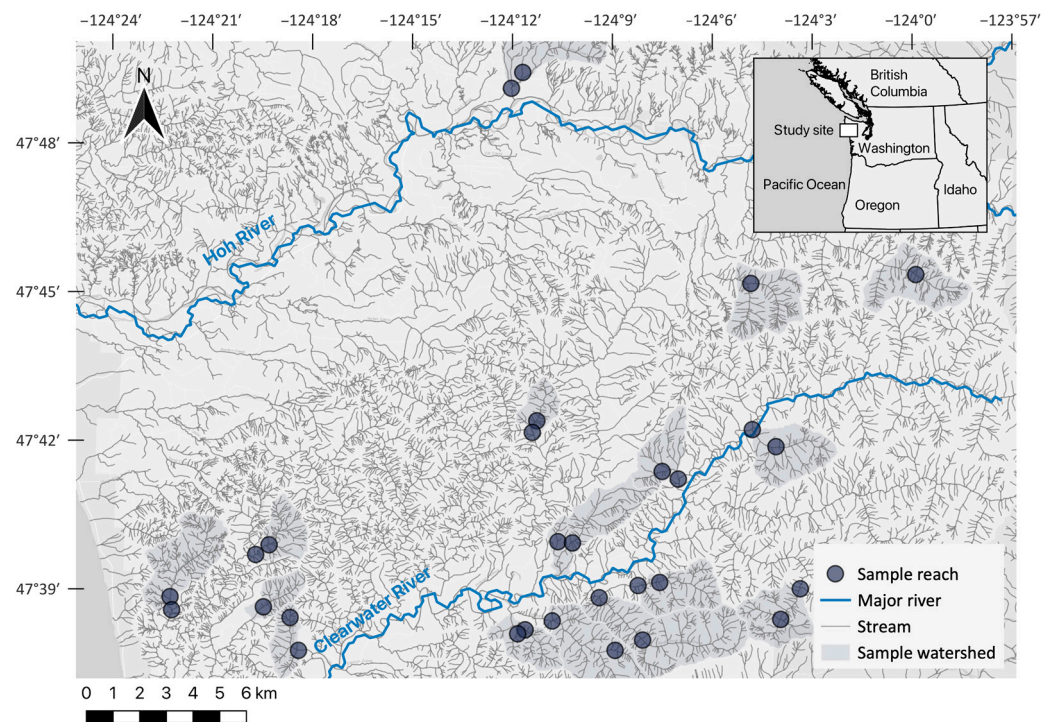 −124°24′ −124°21′ −124°18′ −124°15′ −124°12′ −124°9′ −124°6′ −124°3′ −124°0′ −123°57′
N
British
Columbia
Study site
Washington
Pacific Ocean
Idaho
Oregon
47°48′
Hoh River
47°45′
47°42′
47°39′
Clearwater River
Sample reach
Major river
Stream
Sample watershed
0 1 2 3 4 5 6 km